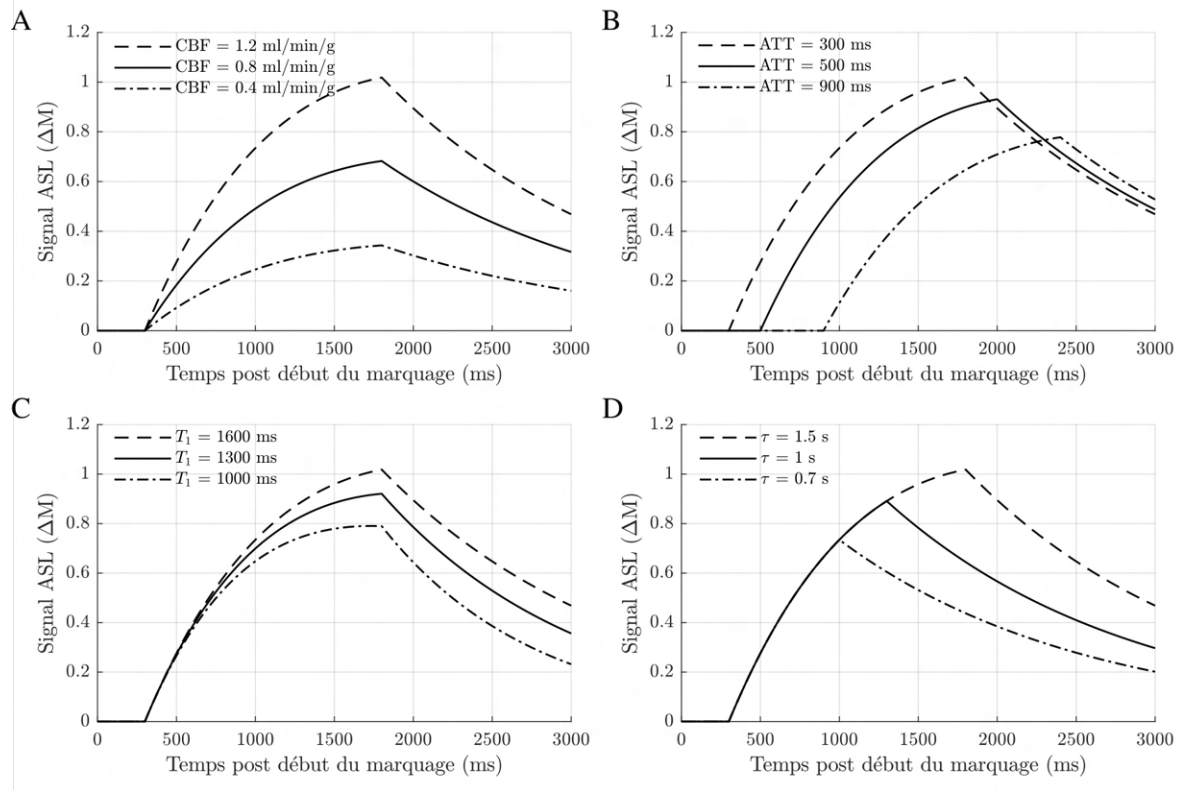 A
1.2
1
0.8
0.6
0.4
0.2
0
CBF = 1.2 ml/min/g
CBF = 0.8 ml/min/g
CBF = 0.4 ml/min/g
0 500 1000 1500 2000 2500 3000
Temps post début du marquage (ms)
Signal ASL (ΔM)
B
1.2
1
0.8
0.6
0.4
0.2
0
ATT = 300 ms
ATT = 500 ms
ATT = 900 ms
0 500 1000 1500 2000 2500 3000
Temps post début du marquage (ms)
Signal ASL (ΔM)
C
1.2
1
0.8
0.6
0.4
0.2
0
T₁ = 1600 ms
T₁ = 1300 ms
T₁ = 1000 ms
0 500 1000 1500 2000 2500 3000
Temps post début du marquage (ms)
Signal ASL (ΔM)
D
1.2
1
0.8
0.6
0.4
0.2
0
τ = 1.5 s
τ = 1 s
τ = 0.7 s
0 500 1000 1500 2000 2500 3000
Temps post début du marquage (ms)
Signal ASL (ΔM)